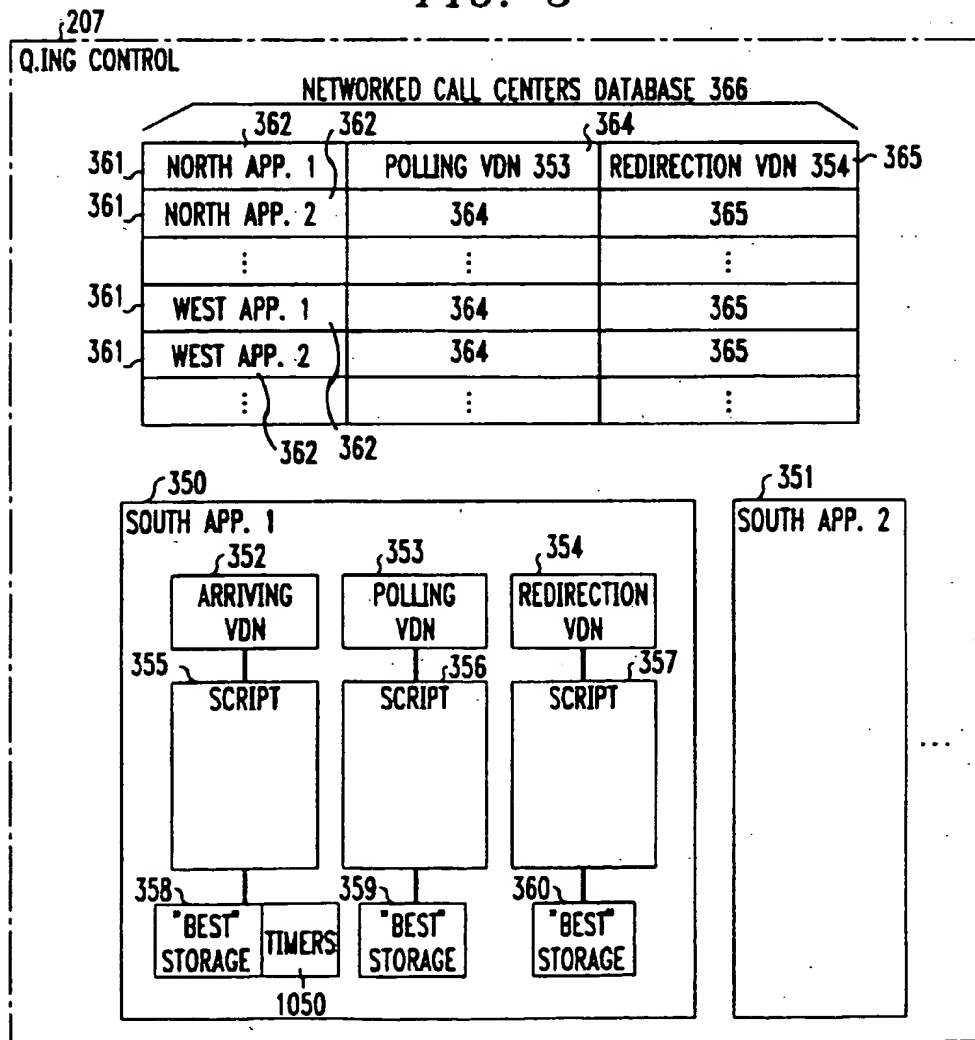 FIG. 3
207
Q.ING CONTROL
NETWORKED CALL CENTERS DATABASE 366
362 362 364
361 NORTH APP. 1 POLLING VDN 353 REDIRECTION VDN 354 365
361 NORTH APP. 2 364 365
⋮ ⋮ ⋮
361 WEST APP. 1 364 365
361 WEST APP. 2 364 365
⋮ ⋮ ⋮
362 362
350
SOUTH APP. 1
352 353 354
ARRIVING VDN
POLLING VDN
REDIRECTION VDN
355 356 357
SCRIPT SCRIPT SCRIPT
358 359 360
"BEST" STORAGE
TIMERS
"BEST" STORAGE
"BEST" STORAGE
1050
351
SOUTH APP. 2
...